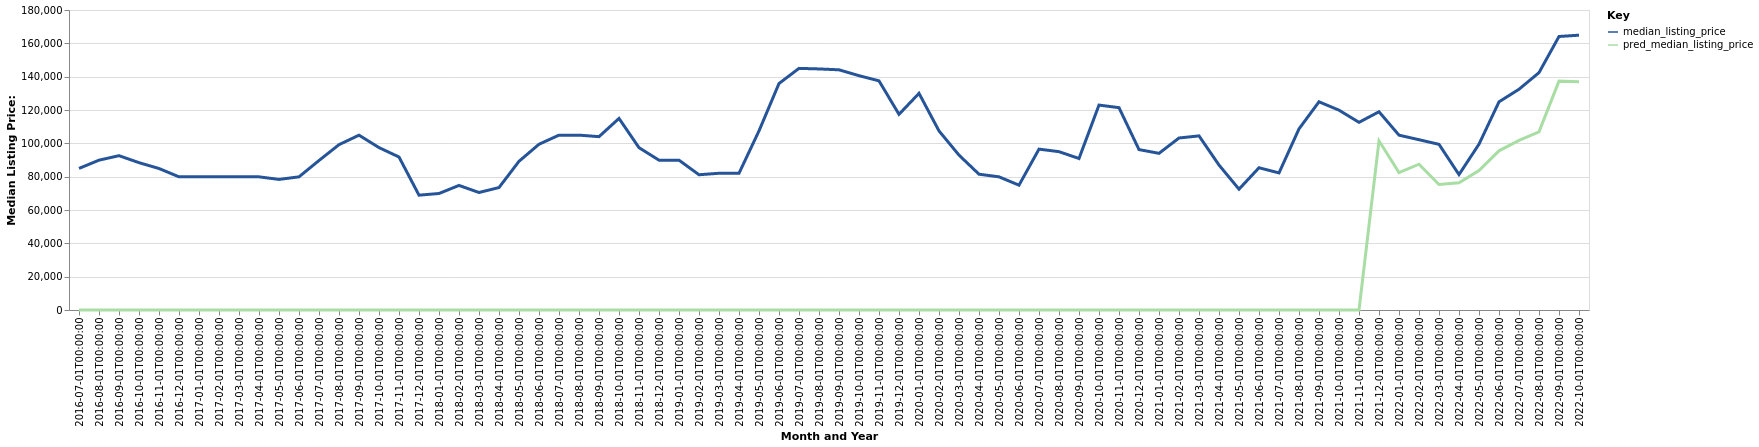 180,000
160,000
140,000
120,000
100,000
80,000
60,000
40,000
20,000
0
Median Listing Price:
2016-07-01T00:00:00
2016-08-01T00:00:00
2016-09-01T00:00:00
2016-10-01T00:00:00
2016-11-01T00:00:00
2016-12-01T00:00:00
2017-01-01T00:00:00
2017-02-01T00:00:00
2017-03-01T00:00:00
2017-04-01T00:00:00
2017-05-01T00:00:00
2017-06-01T00:00:00
2017-07-01T00:00:00
2017-08-01T00:00:00
2017-09-01T00:00:00
2017-10-01T00:00:00
2017-11-01T00:00:00
2017-12-01T00:00:00
2018-01-01T00:00:00
2018-02-01T00:00:00
2018-03-01T00:00:00
2018-04-01T00:00:00
2018-05-01T00:00:00
2018-06-01T00:00:00
2018-07-01T00:00:00
2018-08-01T00:00:00
2018-09-01T00:00:00
2018-10-01T00:00:00
2018-11-01T00:00:00
2018-12-01T00:00:00
2019-01-01T00:00:00
2019-02-01T00:00:00
2019-03-01T00:00:00
2019-04-01T00:00:00
2019-05-01T00:00:00
2019-06-01T00:00:00
2019-07-01T00:00:00
2019-08-01T00:00:00
2019-09-01T00:00:00
2019-10-01T00:00:00
2019-11-01T00:00:00
2019-12-01T00:00:00
2020-01-01T00:00:00
2020-02-01T00:00:00
2020-03-01T00:00:00
2020-04-01T00:00:00
2020-05-01T00:00:00
2020-06-01T00:00:00
2020-07-01T00:00:00
2020-08-01T00:00:00
2020-09-01T00:00:00
2020-10-01T00:00:00
2020-11-01T00:00:00
2020-12-01T00:00:00
2021-01-01T00:00:00
2021-02-01T00:00:00
2021-03-01T00:00:00
2021-04-01T00:00:00
2021-05-01T00:00:00
2021-06-01T00:00:00
2021-07-01T00:00:00
2021-08-01T00:00:00
2021-09-01T00:00:00
2021-10-01T00:00:00
2021-11-01T00:00:00
2021-12-01T00:00:00
2022-01-01T00:00:00
2022-02-01T00:00:00
2022-03-01T00:00:00
2022-04-01T00:00:00
2022-05-01T00:00:00
2022-06-01T00:00:00
2022-07-01T00:00:00
2022-08-01T00:00:00
2022-09-01T00:00:00
2022-10-01T00:00:00
Month and Year
Key
median_listing_price
pred_median_listing_price